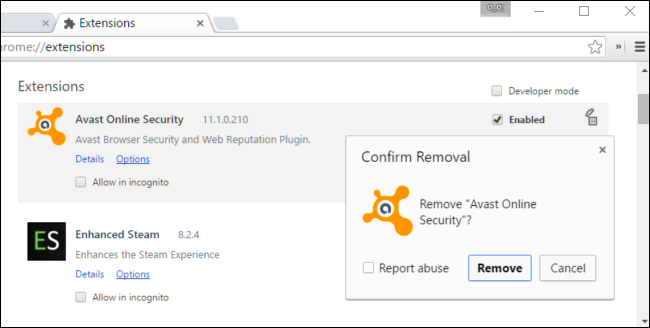 Extensions
chrome://extensions
»
Extensions
Developer mode
Avast Online Security 11.1.0.210
Enabled
Avast Browser Security and Web Reputation Plugin.
Details Options
Allow in incognito
Confirm Removal
a
Remove "Avast Online
Security"?
Report abuse Remove Cancel
ES
Enhanced Steam 8.2.4
Enhances the Steam Experience
Details Options
Allow in incognito